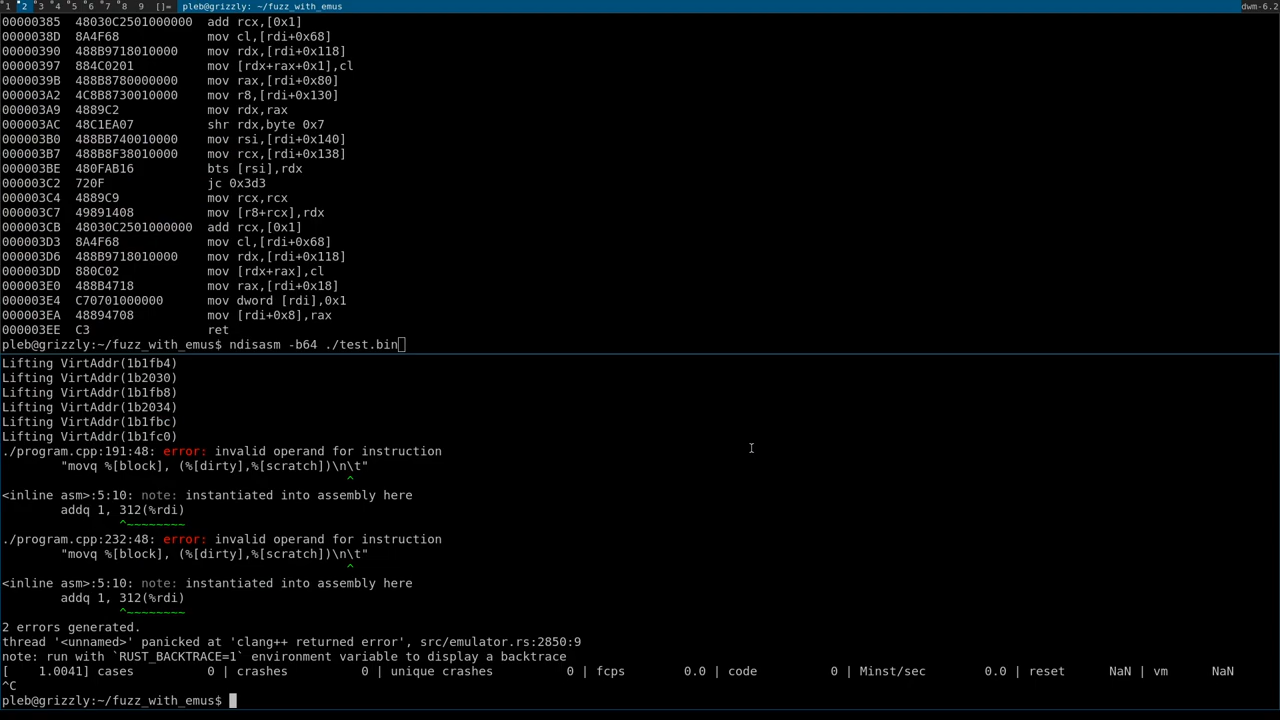 1 2 3 4 5 6 7 8 9 []= pleb@grizzly:~/fuzz_with_emus dwm-6.2
00000385 48030C2501000000 add rcx,[0x1]
0000038D 8A4F68 mov cl,[rdi+0x68]
00000390 488B9718010000 mov rdx,[rdi+0x118]
00000397 884C0201 mov [rdx+rax+0x1],cl
0000039B 488B8780000000 mov rax,[rdi+0x80]
000003A2 4C8B8730010000 mov r8,[rdi+0x130]
000003A9 4889C2 mov rdx,rax
000003AC 48C1EA07 shr rdx,byte 0x7
000003B0 488BB740010000 mov rsi,[rdi+0x140]
000003B7 488B8F38010000 mov rcx,[rdi+0x138]
000003BE 480FAB16 bts [rsi],rdx
000003C2 720F jc 0x3d3
000003C4 4889C9 mov rcx,rcx
000003C7 49891408 mov [r8+rcx],rdx
000003CB 48030C2501000000 add rcx,[0x1]
000003D3 8A4F68 mov cl,[rdi+0x68]
000003D6 488B9718010000 mov rdx,[rdi+0x118]
000003DD 880C02 mov [rdx+rax],cl
000003E0 488B4718 mov rax,[rdi+0x18]
000003E4 C70701000000 mov dword [rdi],0x1
000003EA 48894708 mov [rdi+0x8],rax
000003EE C3 ret
pleb@grizzly:~/fuzz_with_emus$ ndisasm -b64 ./test.bin
Lifting VirtAddr(1b1fb4)
Lifting VirtAddr(1b2030)
Lifting VirtAddr(1b1fb8)
Lifting VirtAddr(1b2034)
Lifting VirtAddr(1b1fbc)
Lifting VirtAddr(1b1fc0)
./program.cpp:191:48: error: invalid operand for instruction
"movq %[block], (%[dirty],%[scratch])\n\t"
^
<inline asm>:5:10: note: instantiated into assembly here
addq 1, 312(%rdi)
^~~~~~~~~
./program.cpp:232:48: error: invalid operand for instruction
"movq %[block], (%[dirty],%[scratch])\n\t"
^
<inline asm>:5:10: note: instantiated into assembly here
addq 1, 312(%rdi)
^~~~~~~~~
2 errors generated.
thread '<unnamed>' panicked at 'clang++ returned error', src/emulator.rs:2850:9
note: run with `RUST_BACKTRACE=1` environment variable to display a backtrace
[ 1.0041] cases 0 | crashes 0 | unique crashes 0 | fcps 0.0 | code 0 | Minst/sec 0.0 | reset NaN | vm NaN
^C
pleb@grizzly:~/fuzz_with_emus$